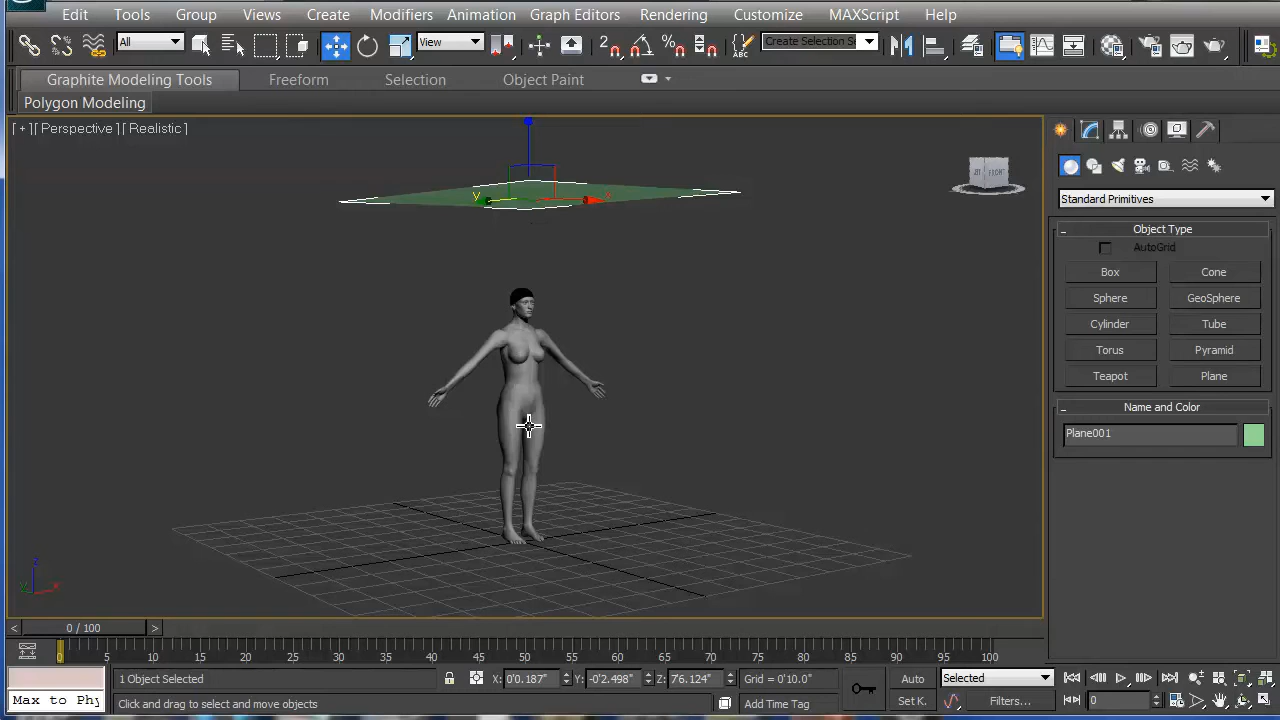 Edit Tools Group Views Create Modifiers Animation Graph Editors Rendering Customize MAXScript Help
All View Create Selection S
Graphite Modeling Tools Freeform Selection Object Paint
Polygon Modeling
[ + ][ Perspective ][ Realistic ]
FRONT
y x
Standard Primitives
- Object Type
AutoGrid
Box Cone
Sphere GeoSphere
Cylinder Tube
Torus Pyramid
Teapot Plane
- Name and Color
Plane001
z
y x
< 0 / 100 >
0 5 10 15 20 25 30 35 40 45 50 55 60 65 70 75 80 85 90 95 100
1 Object Selected X: 0'0.187" Y: -0'2.498" Z: 7'6.124" Grid = 0'10.0" Auto Selected
Max to Phy Click and drag to select and move objects Add Time Tag Set K. Filters... 0